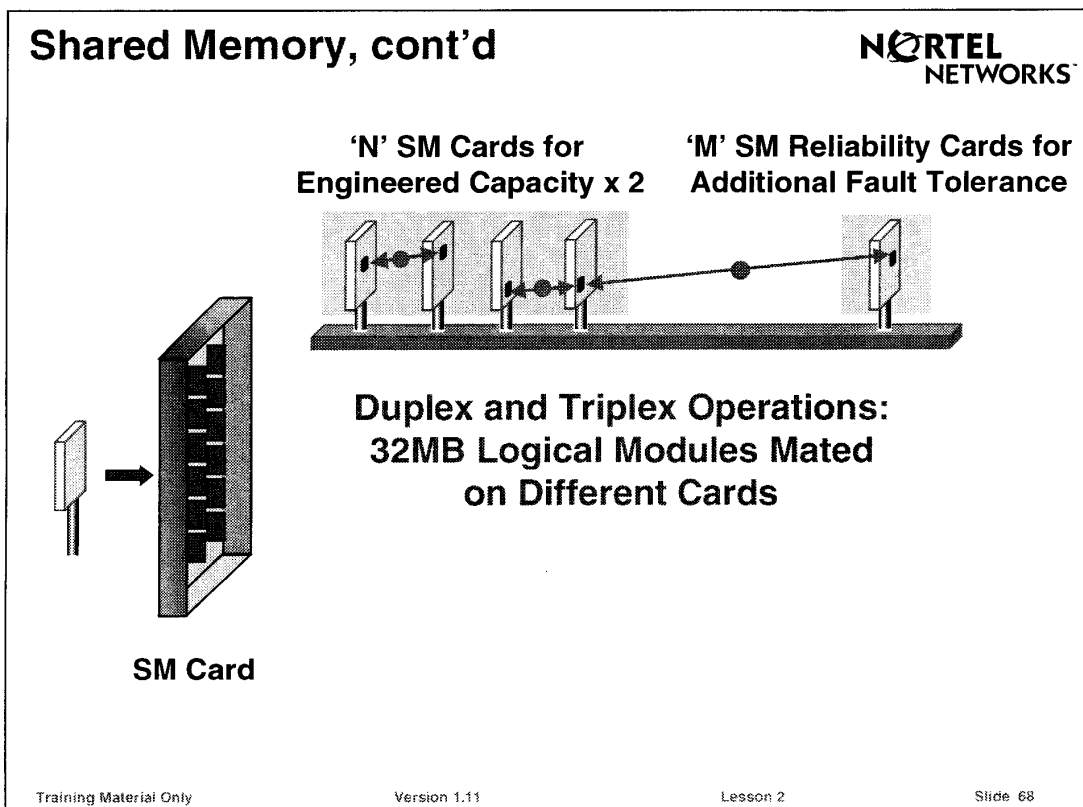 Shared Memory, cont'd
NORTEL
NETWORKS™
'N' SM Cards for
Engineered Capacity x 2
'M' SM Reliability Cards for
Additional Fault Tolerance
Duplex and Triplex Operations:
32MB Logical Modules Mated
on Different Cards
SM Card
Training Material Only
Version 1.11
Lesson 2
Slide 68